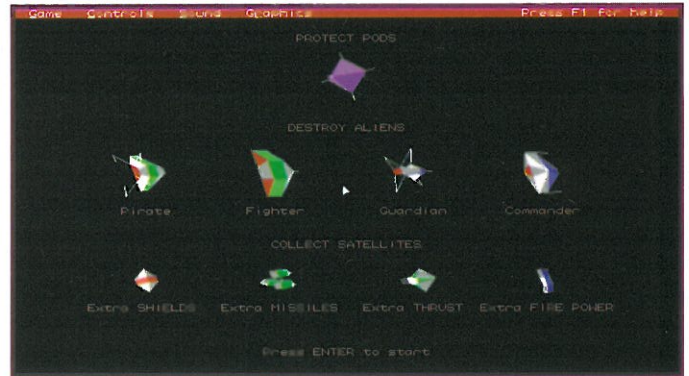 Game Controls Sound Graphics Press F1 for help
PROTECT PODS
DESTROY ALIENS
Pirate Fighter Guardian Commander
COLLECT SATELLITES
Extra SHIELDS Extra MISSILES Extra THRUST Extra FIRE POWER
Press ENTER to start